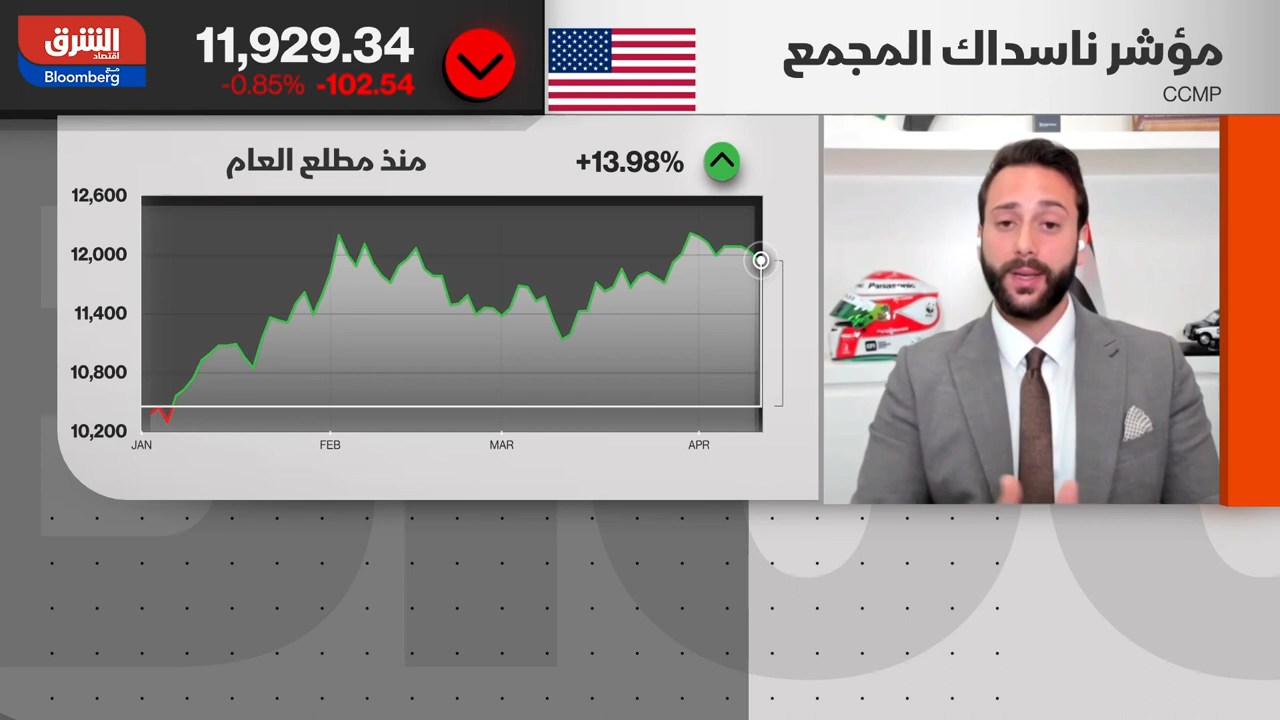 الشرق
اقتصاد
مع
Bloomberg
11,929.34
-0.85% -102.54
مؤشر ناسداك المجمع
CCMP
منذ مطلع العام
+13.98%
12,600
12,000
11,400
10,800
10,200
JAN FEB MAR APR
Panasonic